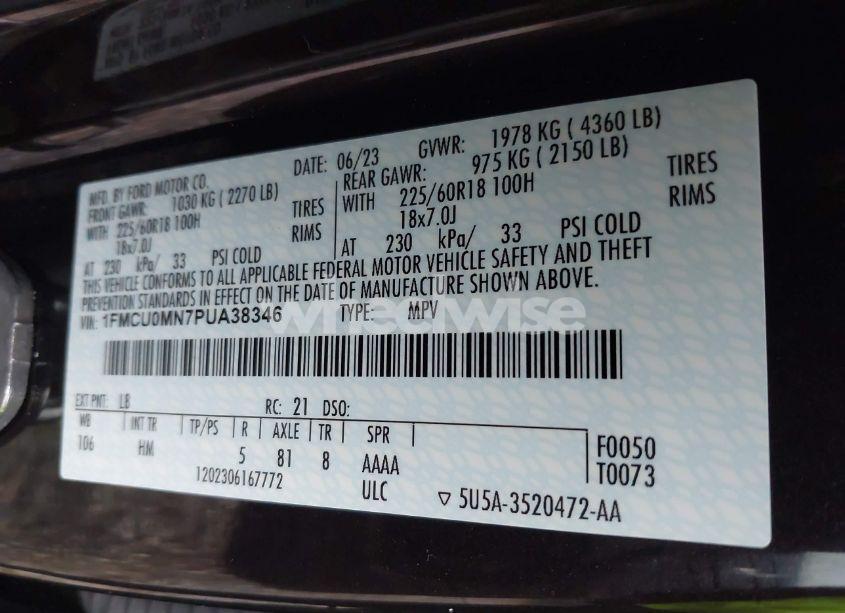 MFD. BY FORD MOTOR CO. DATE: 06/23 GVWR: 1978 KG ( 4360 LB)
FRONT GAWR: 1030 KG ( 2270 LB) REAR GAWR: 975 KG ( 2150 LB)
WITH 225/60R18 100H TIRES WITH 225/60R18 100H TIRES
18x7.0J RIMS 18x7.0J RIMS
AT 230 kPa/ 33 PSI COLD AT 230 kPa/ 33 PSI COLD
THIS VEHICLE CONFORMS TO ALL APPLICABLE FEDERAL MOTOR VEHICLE SAFETY AND THEFT
PREVENTION STANDARDS IN EFFECT ON THE DATE OF MANUFACTURE SHOWN ABOVE.
VIN: 1FMCU0MN7PUA38346 TYPE: MPV
wheelwise
EXT PNT: LB RC: 21 DSO:
WB INT TR TP/PS R AXLE TR SPR
106 HM 5 81 8 AAAA
F0050
T0073
1202306167772 ULC
▽ 5U5A-3520472-AA